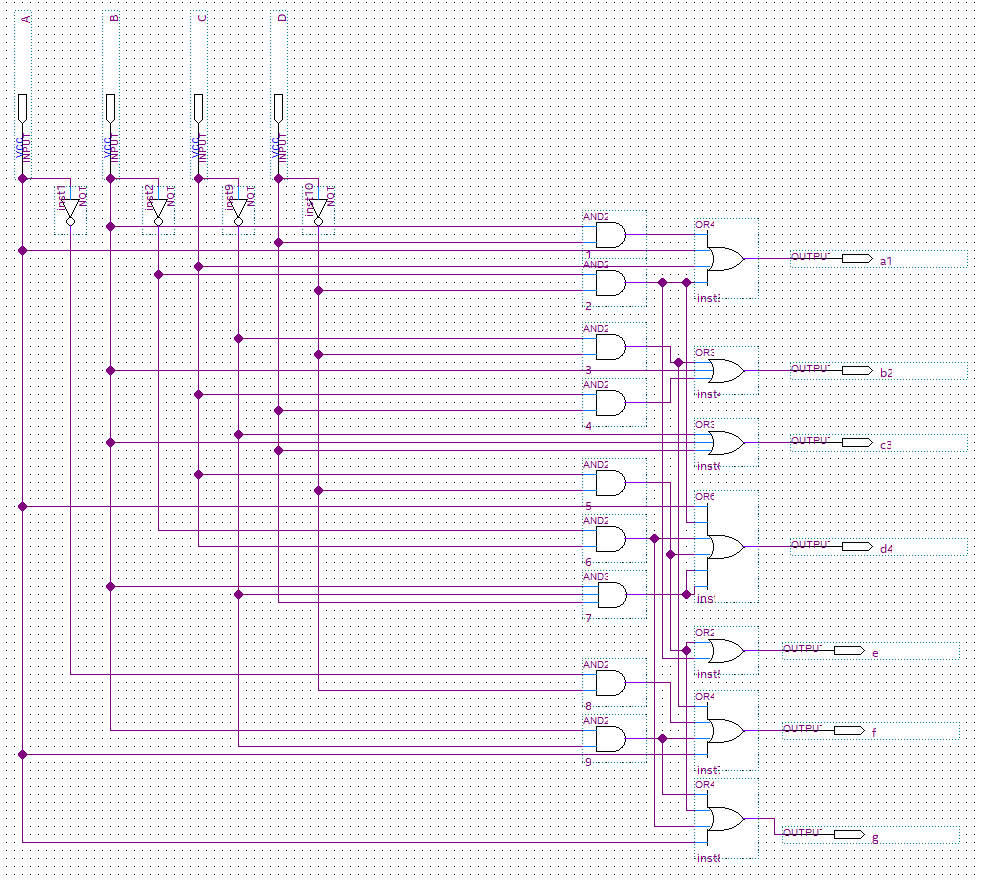 A B C D
VCC VCC VCC VCC
INPUT INPUT INPUT INPUT
inst1 NOT inst2 NOT inst9 NOT inst10 NOT
AND2 OR4
1 OUTPUT a1
AND2
2 inst
AND2 OR3
3 OUTPUT b2
AND2 inst
4 OR3
OUTPUT c3
AND2 inst
5 OR6
AND2
6 OUTPUT d4
AND3
7 inst
OR2
OUTPUT e
AND2 inst
8 OR4
AND2 OUTPUT f
9 inst
OR4
OUTPUT g
inst